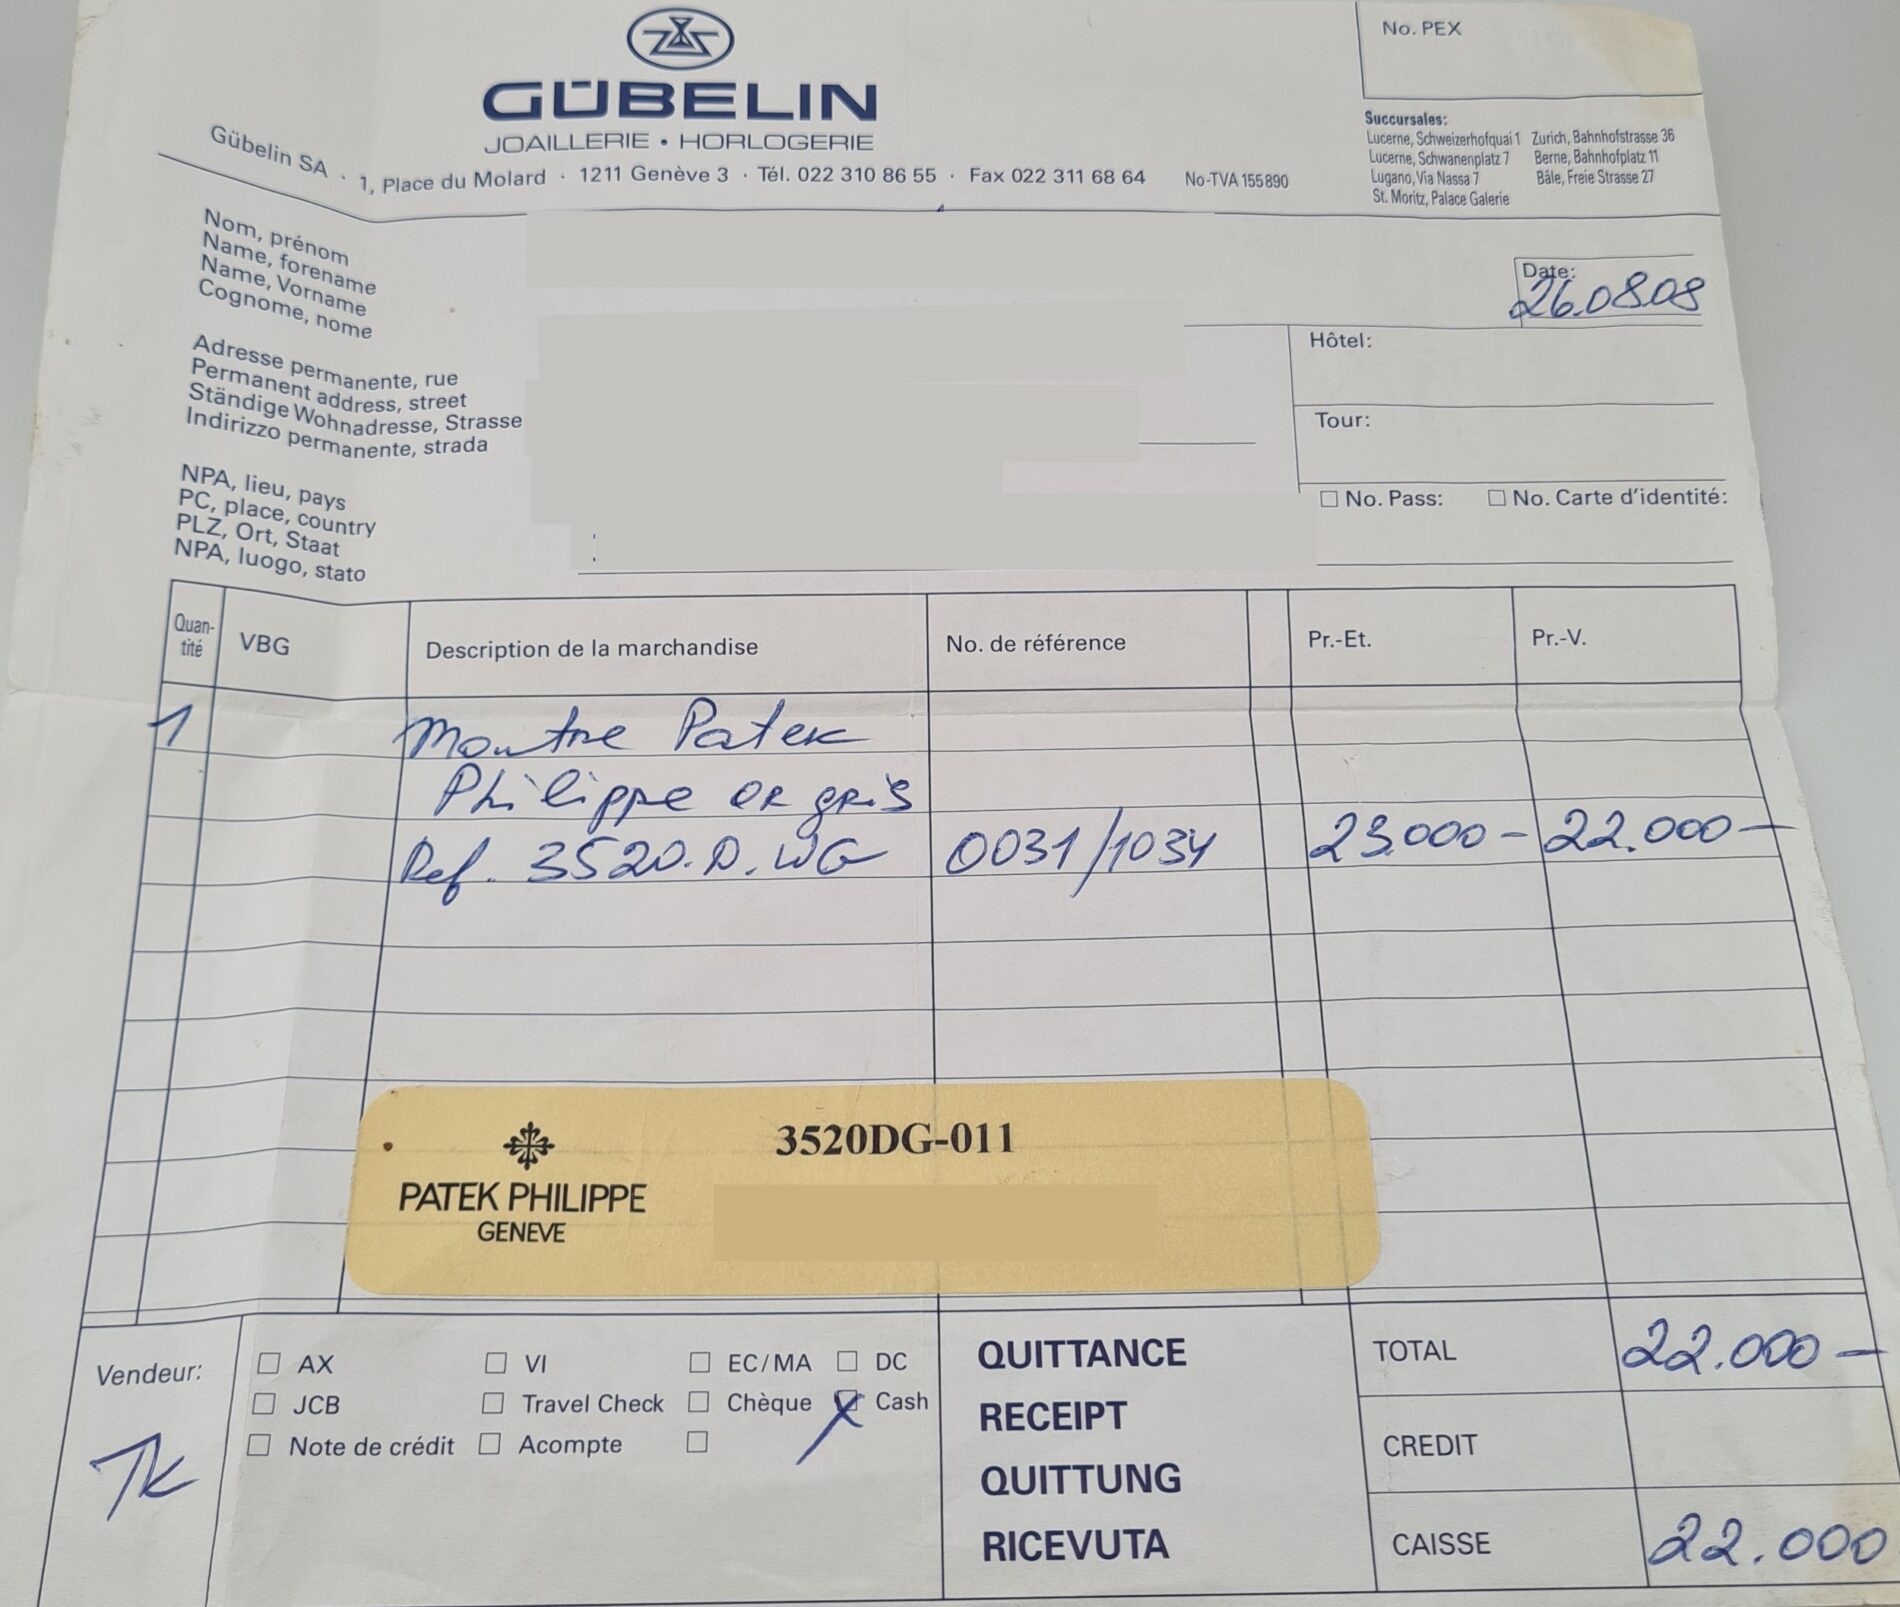 GÜBELIN
JOAILLERIE • HORLOGERIE
Gübelin SA · 1, Place du Molard · 1211 Genève 3 · Tél. 022 310 86 55 · Fax 022 311 68 64 No-TVA 155 890
No. PEX
Succursales:
Lucerne, Schweizerhofquai 1 Zurich, Bahnhofstrasse 36
Lucerne, Schwanenplatz 7 Berne, Bahnhofplatz 11
Lugano, Via Nassa 7 Bâle, Freie Strasse 27
St. Moritz, Palace Galerie
Nom, prénom
Name, forename
Name, Vorname
Cognome, nome
Date:
26.08.08
Adresse permanente, rue
Permanent address, street
Ständige Wohnadresse, Strasse
Indirizzo permanente, strada
Hôtel:
Tour:
NPA, lieu, pays
PC, place, country
PLZ, Ort, Staat
NPA, luogo, stato
No. Pass: No. Carte d'identité:
Quan-
tité
VBG Description de la marchandise No. de référence Pr.-Et. Pr.-V.
1 Montre Patek
Philippe or gris
Ref. 3520.D.WG 0031/1034 23.000- 22.000-
3520DG-011
PATEK PHILIPPE
GENEVE
Vendeur:
TK
AX VI EC/MA DC
JCB Travel Check Chèque Cash
Note de crédit Acompte
QUITTANCE
RECEIPT
QUITTUNG
RICEVUTA
TOTAL 22.000-
CREDIT
CAISSE 22.000